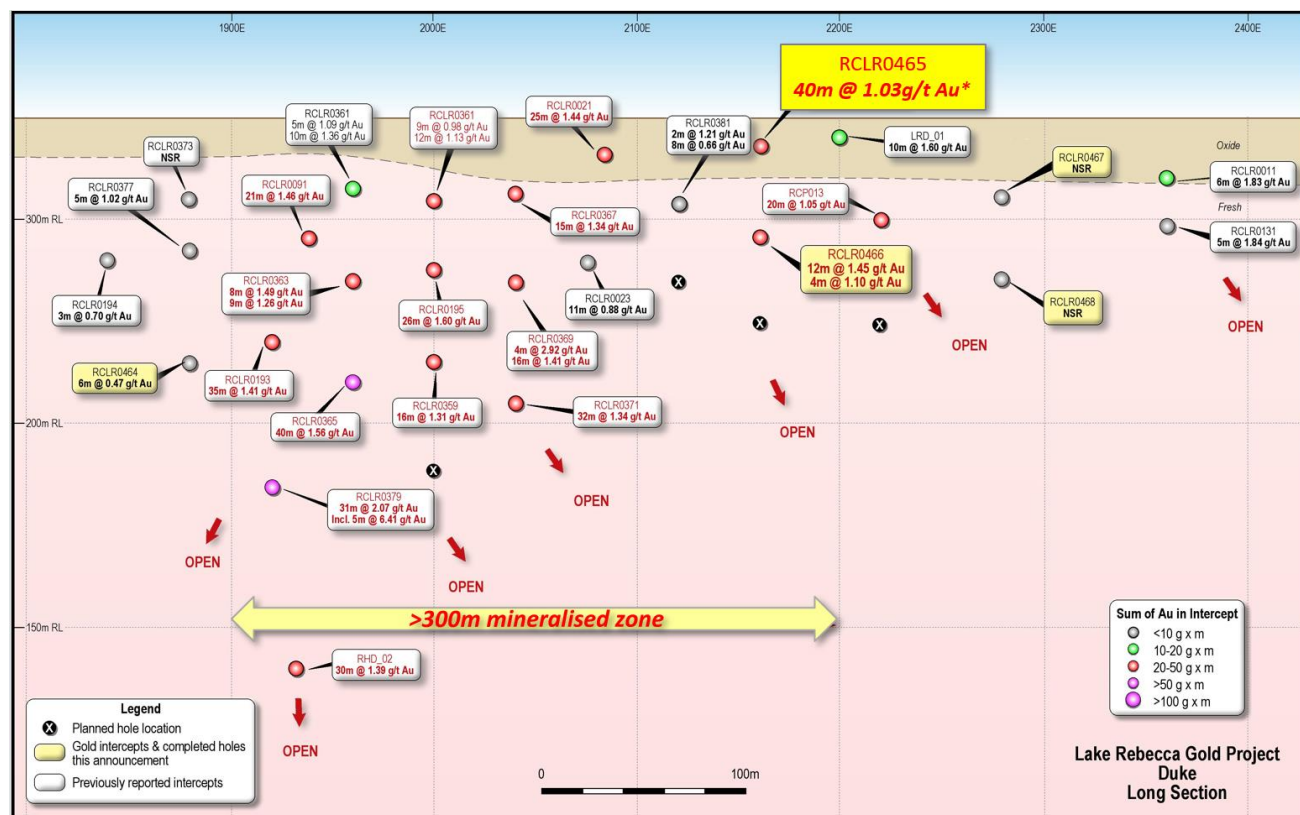 1900E
2000E
2100E
2200E
2300E
2400E
RCLR0465
40m @ 1.03g/t Au*
RCLR0373
NSR
RCLR0377
5m @ 1.02 g/t Au
RCLR0361
5m @ 1.09 g/t Au
10m @ 1.36 g/t Au
RCLR0361
9m @ 0.98 g/t Au
12m @ 1.13 g/t Au
RCLR0021
25m @ 1.44 g/t Au
RCLR0381
2m @ 1.21 g/t Au
8m @ 0.66 g/t Au
LRD_01
10m @ 1.60 g/t Au
RCLR0467
NSR
Oxide
RCLR0011
6m @ 1.83 g/t Au
Fresh
RCLR0131
5m @ 1.84 g/t Au
RCLR0091
21m @ 1.46 g/t Au
RCLR0367
15m @ 1.34 g/t Au
RCP013
20m @ 1.05 g/t Au
300m RL
RCLR0466
12m @ 1.45 g/t Au
4m @ 1.10 g/t Au
RCLR0194
3m @ 0.70 g/t Au
RCLR0363
8m @ 1.49 g/t Au
9m @ 1.26 g/t Au
RCLR0195
26m @ 1.60 g/t Au
RCLR0023
11m @ 0.88 g/t Au
RCLR0468
NSR
X
X
X
OPEN
OPEN
RCLR0369
4m @ 2.92 g/t Au
16m @ 1.41 g/t Au
RCLR0464
6m @ 0.47 g/t Au
RCLR0193
35m @ 1.41 g/t Au
RCLR0365
40m @ 1.56 g/t Au
RCLR0359
16m @ 1.31 g/t Au
RCLR0371
32m @ 1.34 g/t Au
200m RL
OPEN
X
OPEN
RCLR0379
31m @ 2.07 g/t Au
Incl. 5m @ 6.41 g/t Au
OPEN
OPEN
>300m mineralised zone
150m RL
RHD_02
30m @ 1.39 g/t Au
OPEN
Legend
X
Planned hole location
Gold intercepts & completed holes
this announcement
Previously reported intercepts
0
100m
Sum of Au in Intercept
<10 g x m
10-20 g x m
20-50 g x m
>50 g x m
>100 g x m
Lake Rebecca Gold Project
Duke
Long Section